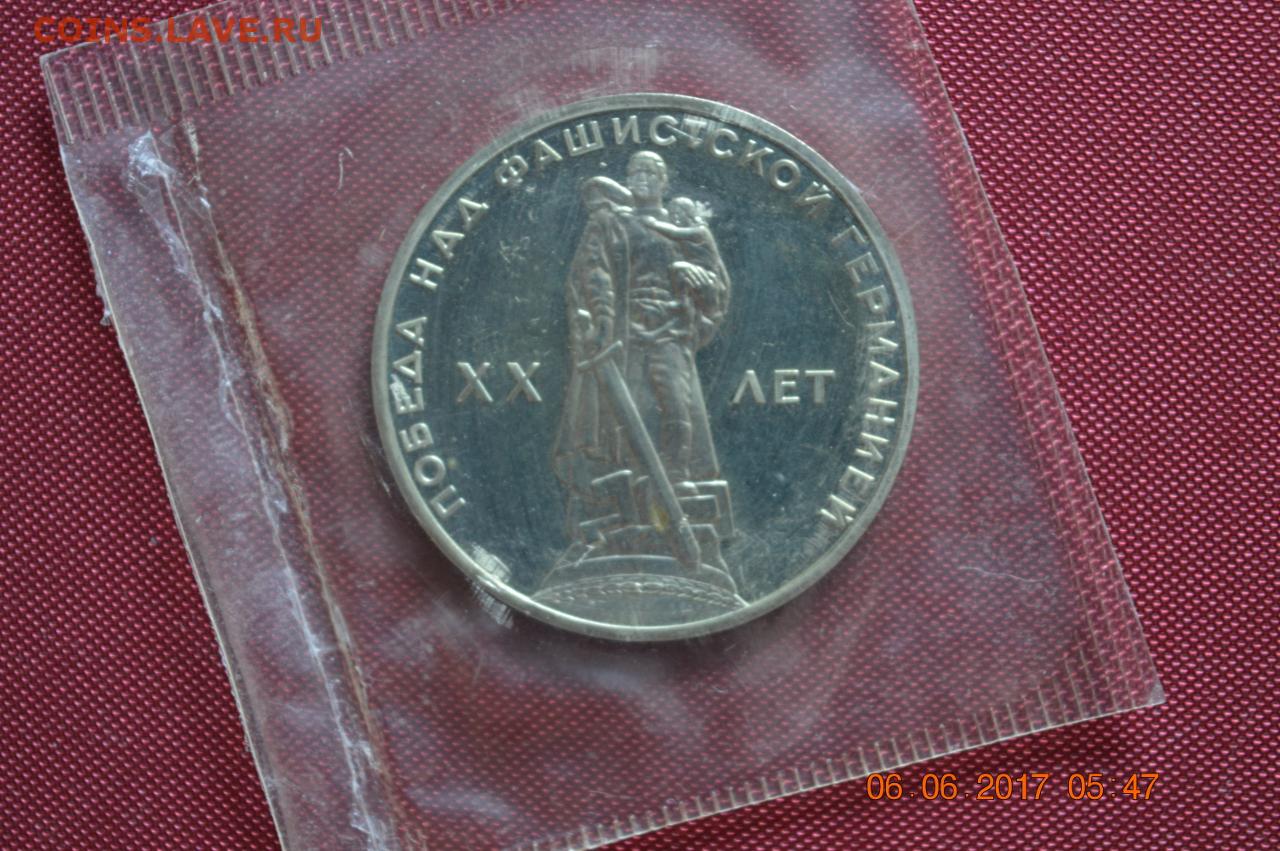 COINS.LAVE.RU
ПОБЕДА НАД ФАШИСТСКОЙ ГЕРМАНИЕЙ
XX ЛЕТ
06.06.2017 05:47